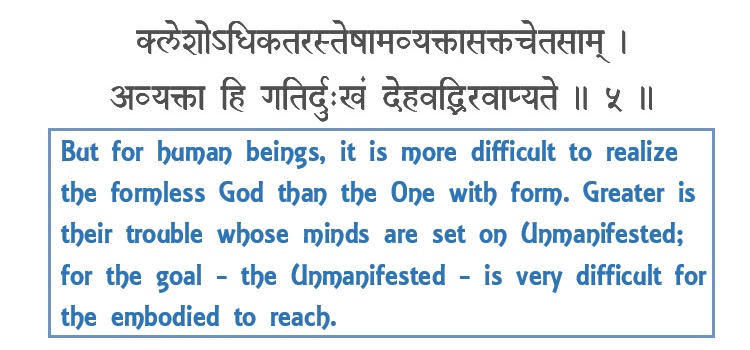 क्लेशोऽधिकतरस्तेषामव्यक्तासक्तचेतसाम् ।
अव्यक्ता हि गतिर्दुःखं देहवद्भिरवाप्यते ॥ ५ ॥
But for human beings, it is more difficult to realize
the formless God than the One with form. Greater is
their trouble whose minds are set on Unmanifested;
for the goal - the Unmanifested - is very difficult for
the embodied to reach.